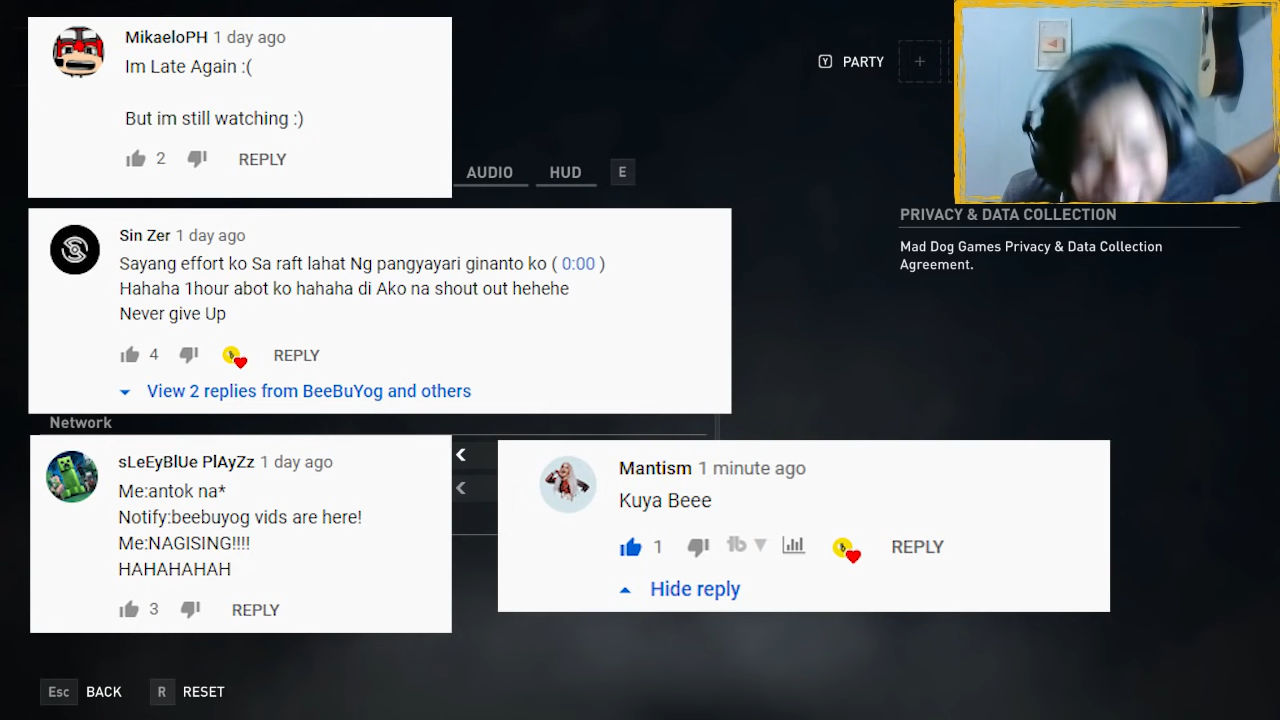 MikaeloPH 1 day ago
Im Late Again :(
But im still watching :)
2 REPLY
Y PARTY +
AUDIO HUD E
PRIVACY & DATA COLLECTION
Mad Dog Games Privacy & Data Collection
Agreement.
Sin Zer 1 day ago
Sayang effort ko Sa raft lahat Ng pangyayari ginanto ko ( 0:00 )
Hahaha 1hour abot ko hahaha di Ako na shout out hehehe
Never give Up
4 REPLY
View 2 replies from BeeBuYog and others
Network
sLeEyBlUe PlAyZz 1 day ago
Me:antok na*
Notify:beebuyog vids are here!
Me:NAGISING!!!!
HAHAHAHAH
3 REPLY
Mantism 1 minute ago
Kuya Beee
1 tb REPLY
Hide reply
Esc BACK R RESET